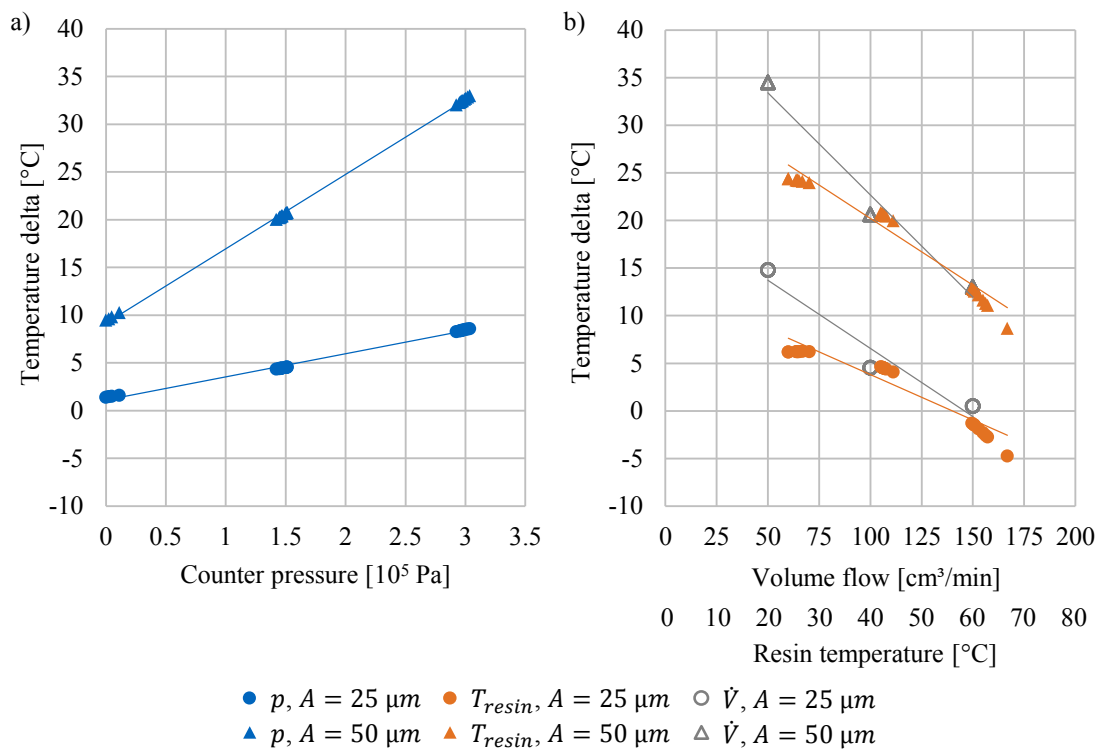 a)
40
35
30
25
20
15
10
5
0
-5
-10
Temperature delta [°C]
0 0.5 1 1.5 2 2.5 3 3.5
Counter pressure [10⁵ Pa]
b)
40
35
30
25
20
15
10
5
0
-5
-10
Temperature delta [°C]
0 25 50 75 100 125 150 175 200
Volume flow [cm³/min]
0 10 20 30 40 50 60 70 80
Resin temperature [°C]
p, A = 25 µm T_resin, A = 25 µm V̇, A = 25 µm
p, A = 50 µm T_resin, A = 50 µm V̇, A = 50 µm